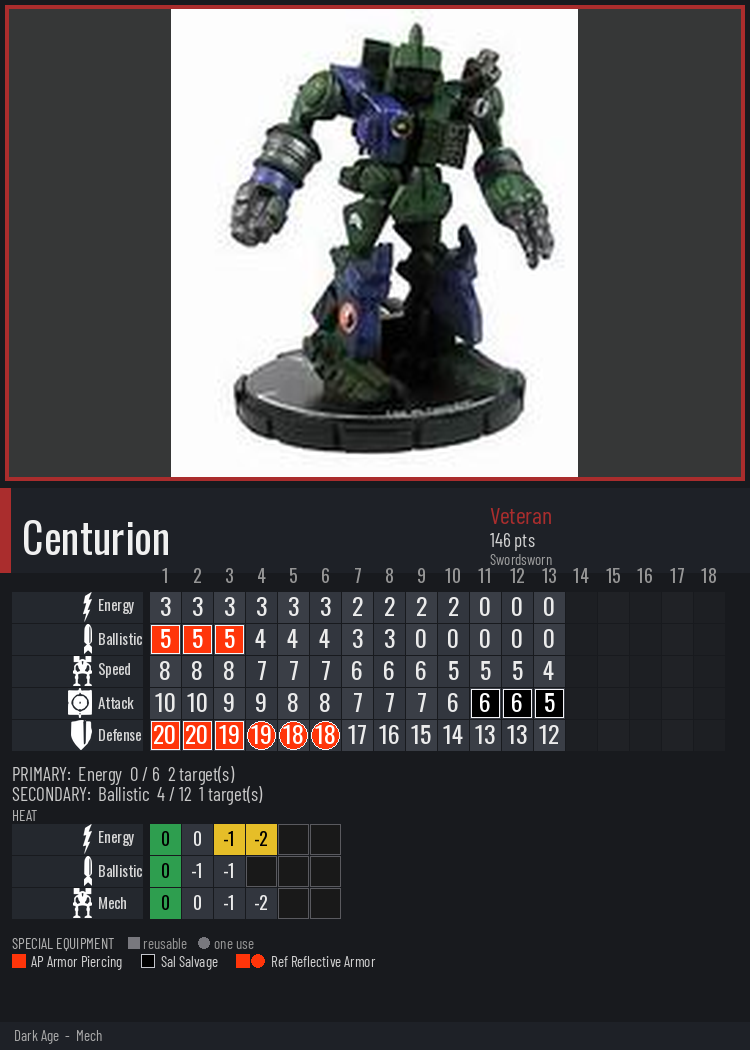 Centurion
Veteran
146 pts
Swordsworn
1 2 3 4 5 6 7 8 9 10 11 12 13 14 15 16 17 18
Energy 3 3 3 3 3 3 2 2 2 2 0 0 0
Ballistic 5 5 5 4 4 4 3 3 0 0 0 0 0
Speed 8 8 8 7 7 7 6 6 6 5 5 5 4
Attack 10 10 9 9 8 8 7 7 7 6 6 6 5
Defense 20 20 19 19 18 18 17 16 15 14 13 13 12
PRIMARY: Energy 0 / 6 2 target(s)
SECONDARY: Ballistic 4 / 12 1 target(s)
HEAT
Energy 0 0 -1 -2
Ballistic 0 -1 -1
Mech 0 0 -1 -2
SPECIAL EQUIPMENT reusable one use
AP Armor Piercing Sal Salvage Ref Reflective Armor
Dark Age - Mech